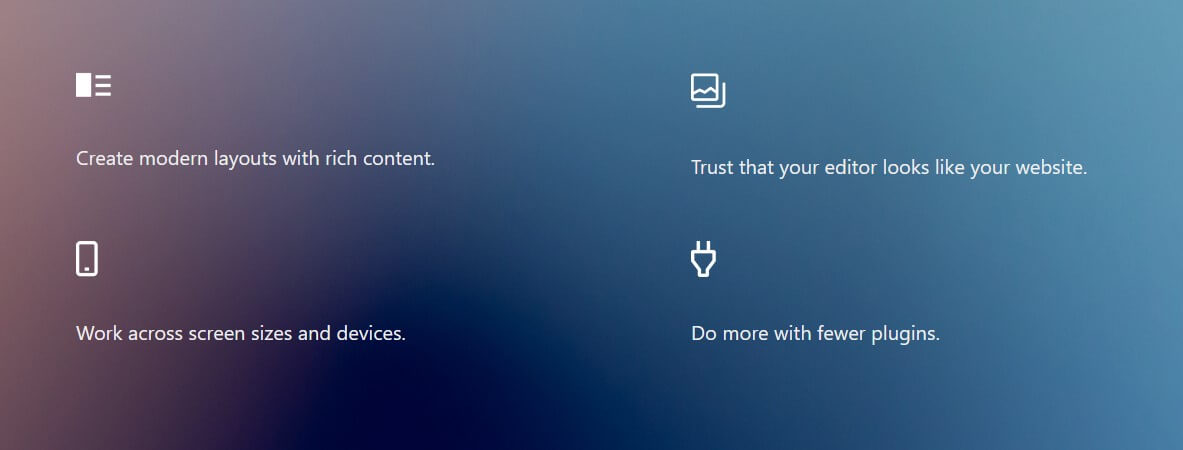 Create modern layouts with rich content.
Trust that your editor looks like your website.
Work across screen sizes and devices.
Do more with fewer plugins.